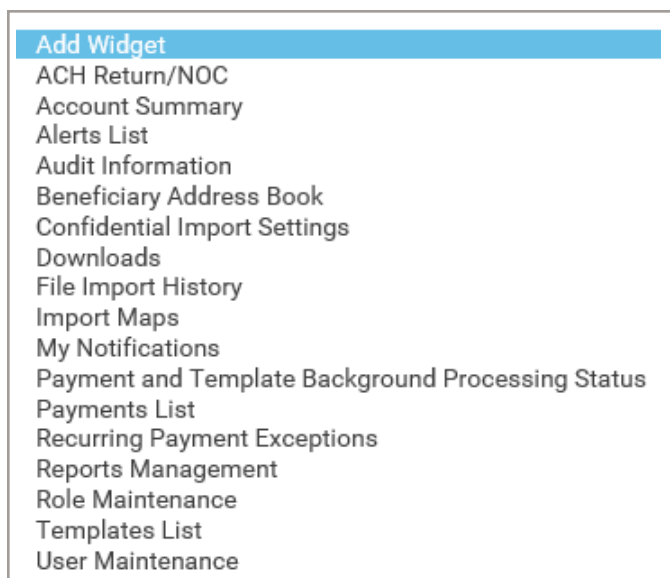 Add Widget
ACH Return/NOC
Account Summary
Alerts List
Audit Information
Beneficiary Address Book
Confidential Import Settings
Downloads
File Import History
Import Maps
My Notifications
Payment and Template Background Processing Status
Payments List
Recurring Payment Exceptions
Reports Management
Role Maintenance
Templates List
User Maintenance